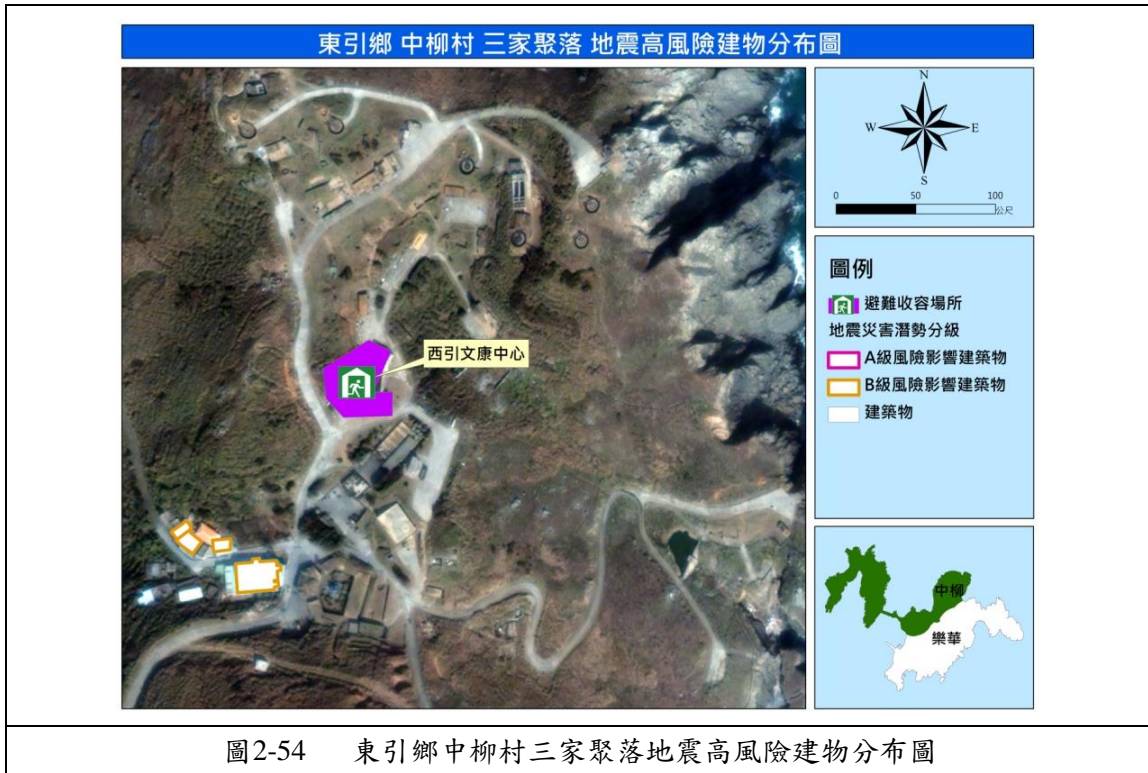 東引鄉 中柳村 三家聚落 地震高風險建物分布圖
N
W
E
S
0 50 100
公尺
西引文康中心
圖例
避難收容場所
地震災害潛勢分級
A級風險影響建築物
B級風險影響建築物
建築物
中柳
樂華
圖2-54 東引鄉中柳村三家聚落地震高風險建物分布圖